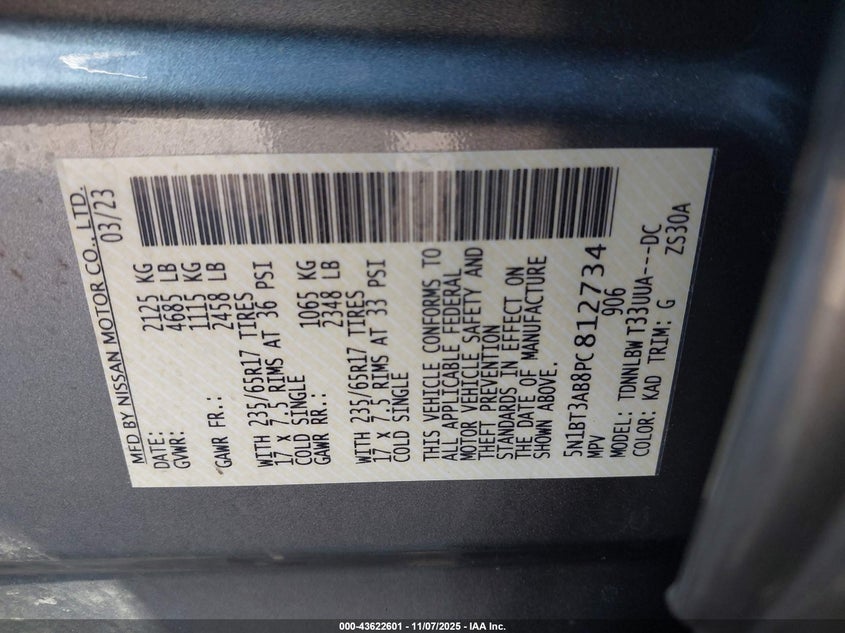 MFD BY NISSAN MOTOR CO., LTD.
DATE: 03/23
GVWR: 2125 KG
4685 LB
GAWR FR.: 1115 KG
2458 LB
WITH 235/65R17 TIRES
17 X 7.5 RIMS AT 36 PSI
COLD SINGLE
GAWR RR.: 1065 KG
2348 LB
WITH 235/65R17 TIRES
17 X 7.5 RIMS AT 33 PSI
COLD SINGLE
THIS VEHICLE CONFORMS TO
ALL APPLICABLE FEDERAL
MOTOR VEHICLE SAFETY AND
THEFT PREVENTION
STANDARDS IN EFFECT ON
THE DATE OF MANUFACTURE
SHOWN ABOVE.
5N1BT3AB8PC812734
MPV 906
MODEL: TDNNLBW T33UUA---DC
COLOR: KAD TRIM: G ZS30A
000-43622601 - 11/07/2025 - IAA Inc.